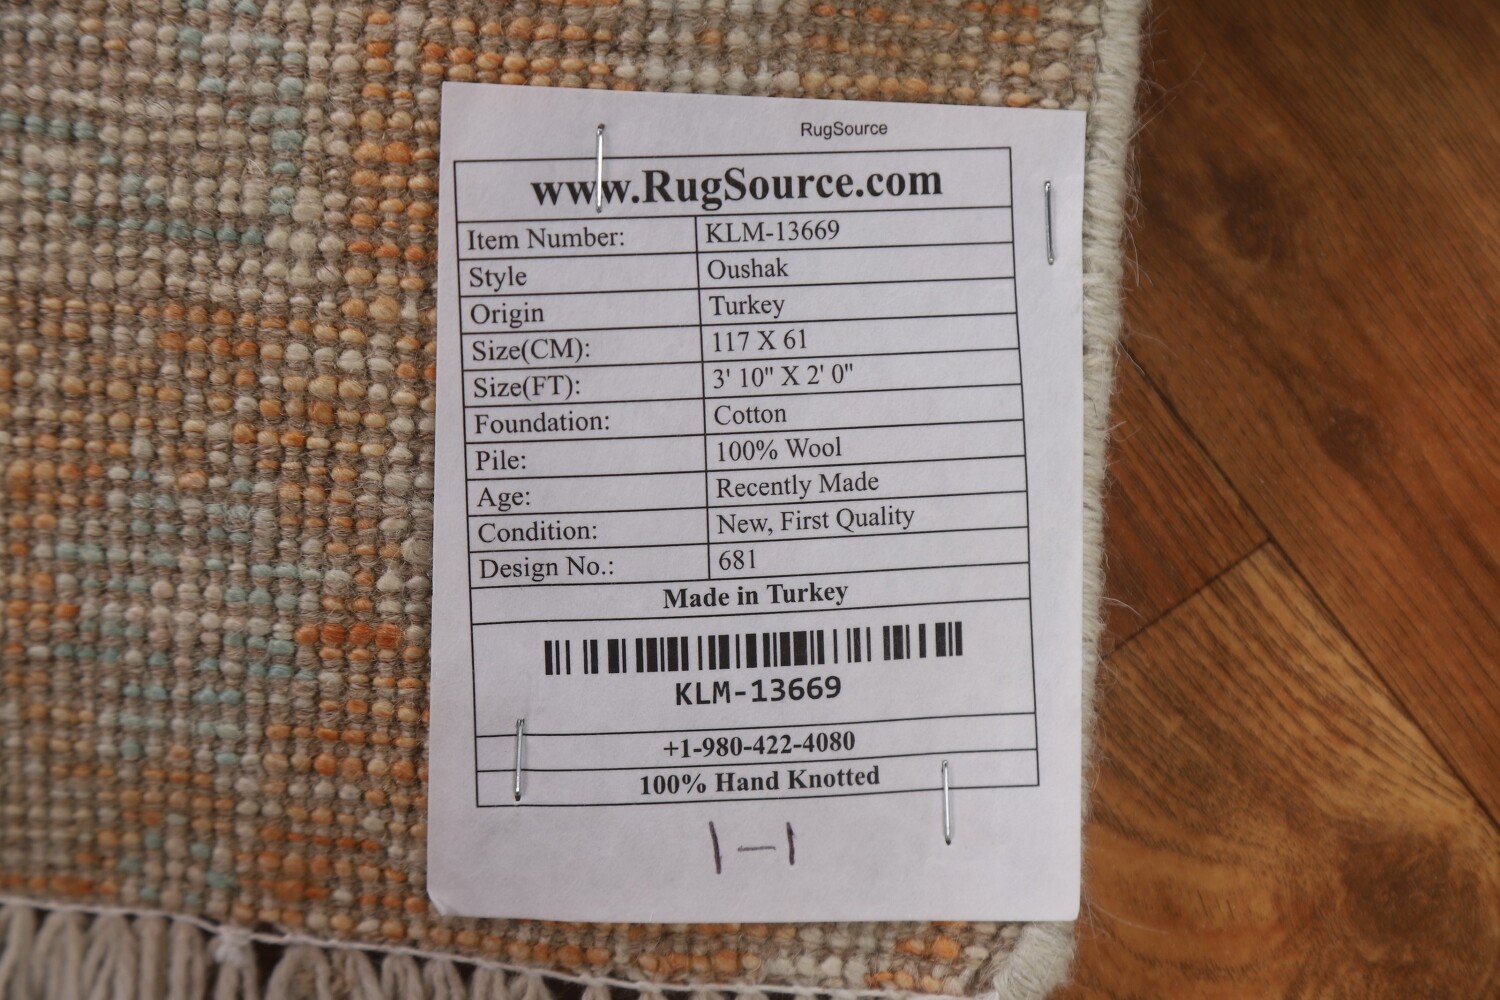 RugSource
www.RugSource.com
Item Number: KLM-13669
Style Oushak
Origin Turkey
Size(CM): 117 X 61
Size(FT): 3' 10" X 2' 0"
Foundation: Cotton
Pile: 100% Wool
Age: Recently Made
Condition: New, First Quality
Design No.: 681
Made in Turkey
KLM-13669
+1-980-422-4080
100% Hand Knotted
1-1